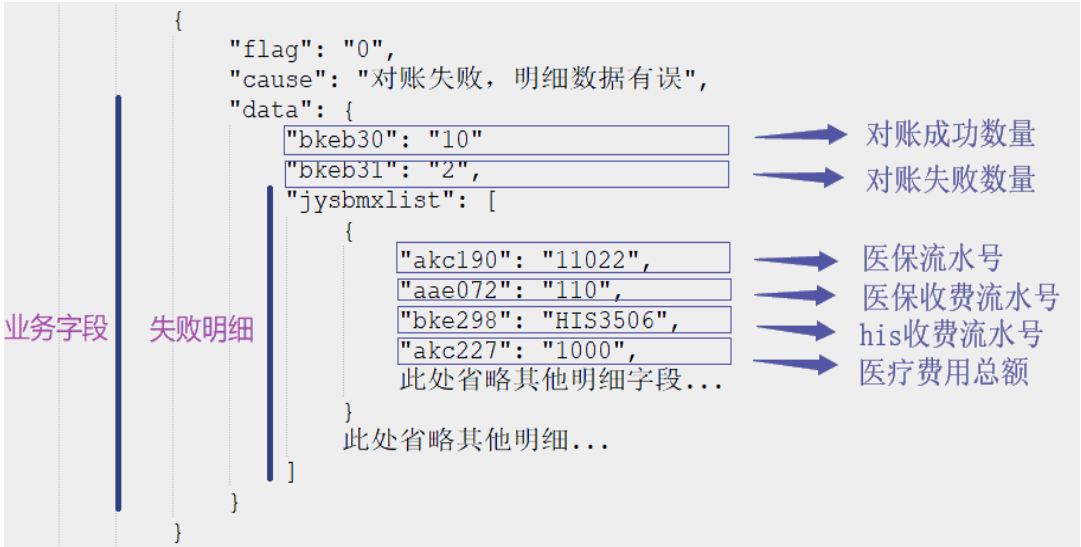 {
"flag": "0",
"cause": "对账失败，明细数据有误",
"data": {
"bkeb30": "10" 对账成功数量
"bkeb31": "2", 对账失败数量
"jysbmxlist": [
{
"akc190": "11022", 医保流水号
"aae072": "110", 医保收费流水号
业务字段 失败明细 "bke298": "HIS3506", his收费流水号
"akc227": "1000", 医疗费用总额
此处省略其他明细字段...
}
此处省略其他明细...
]
}
}